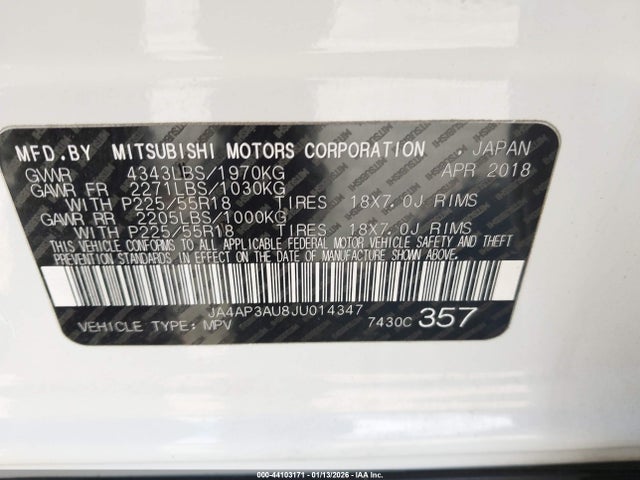 MFD.BY MITSUBISHI MOTORS CORPORATION . JAPAN
GVWR 4343LBS/1970KG APR 2018
GAWR FR 2271LBS/1030KG
WITH P225/55R18 TIRES 18X7.0J RIMS
GAWR RR 2205LBS/1000KG
WITH P225/55R18 TIRES 18X7.0J RIMS
THIS VEHICLE CONFORMS TO ALL APPLICABLE FEDERAL MOTOR VEHICLE SAFETY AND THEFT
PREVENTION STANDARDS IN EFFECT ON THE DATE OF MANUFACTURE SHOWN ABOVE.
JA4AP3AU8JU014347
VEHICLE TYPE: MPV 7430C 357
000-44103171 - 01/13/2026 - IAA Inc.